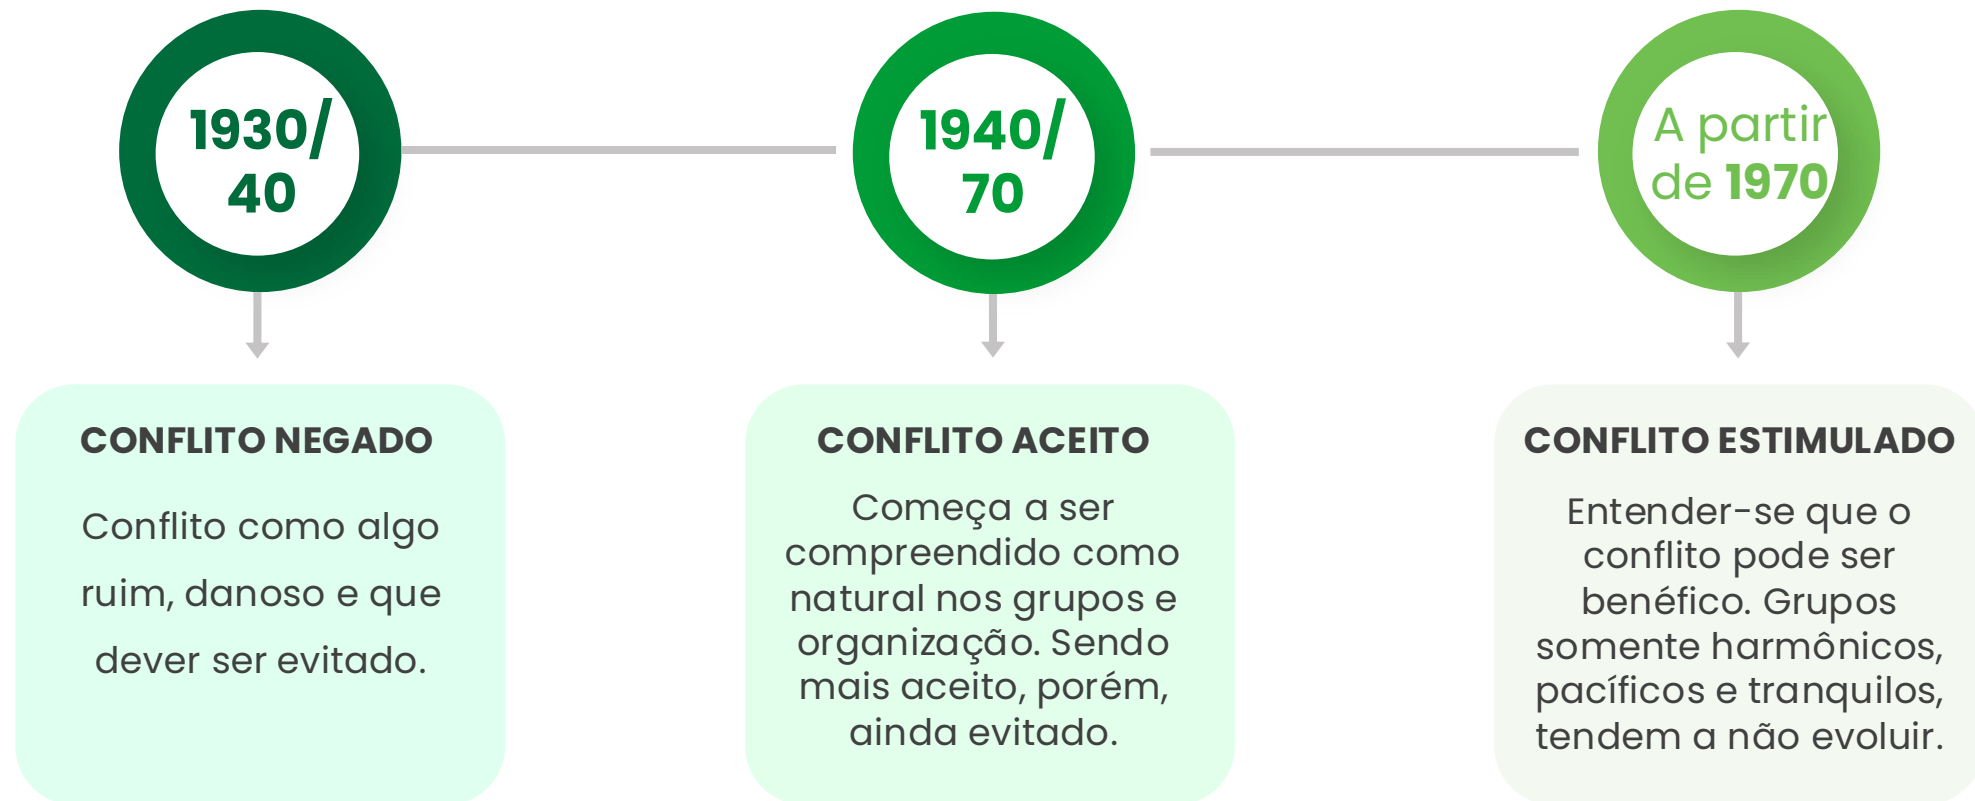 1930/
40
1940/
70
A partir
de 1970
CONFLITO NEGADO
Conflito como algo
ruim, danoso e que
dever ser evitado.
CONFLITO ACEITO
Começa a ser
compreendido como
natural nos grupos e
organização. Sendo
mais aceito, porém,
ainda evitado.
CONFLITO ESTIMULADO
Entender-se que o
conflito pode ser
benéfico. Grupos
somente harmônicos,
pacíficos e tranquilos,
tendem a não evoluir.